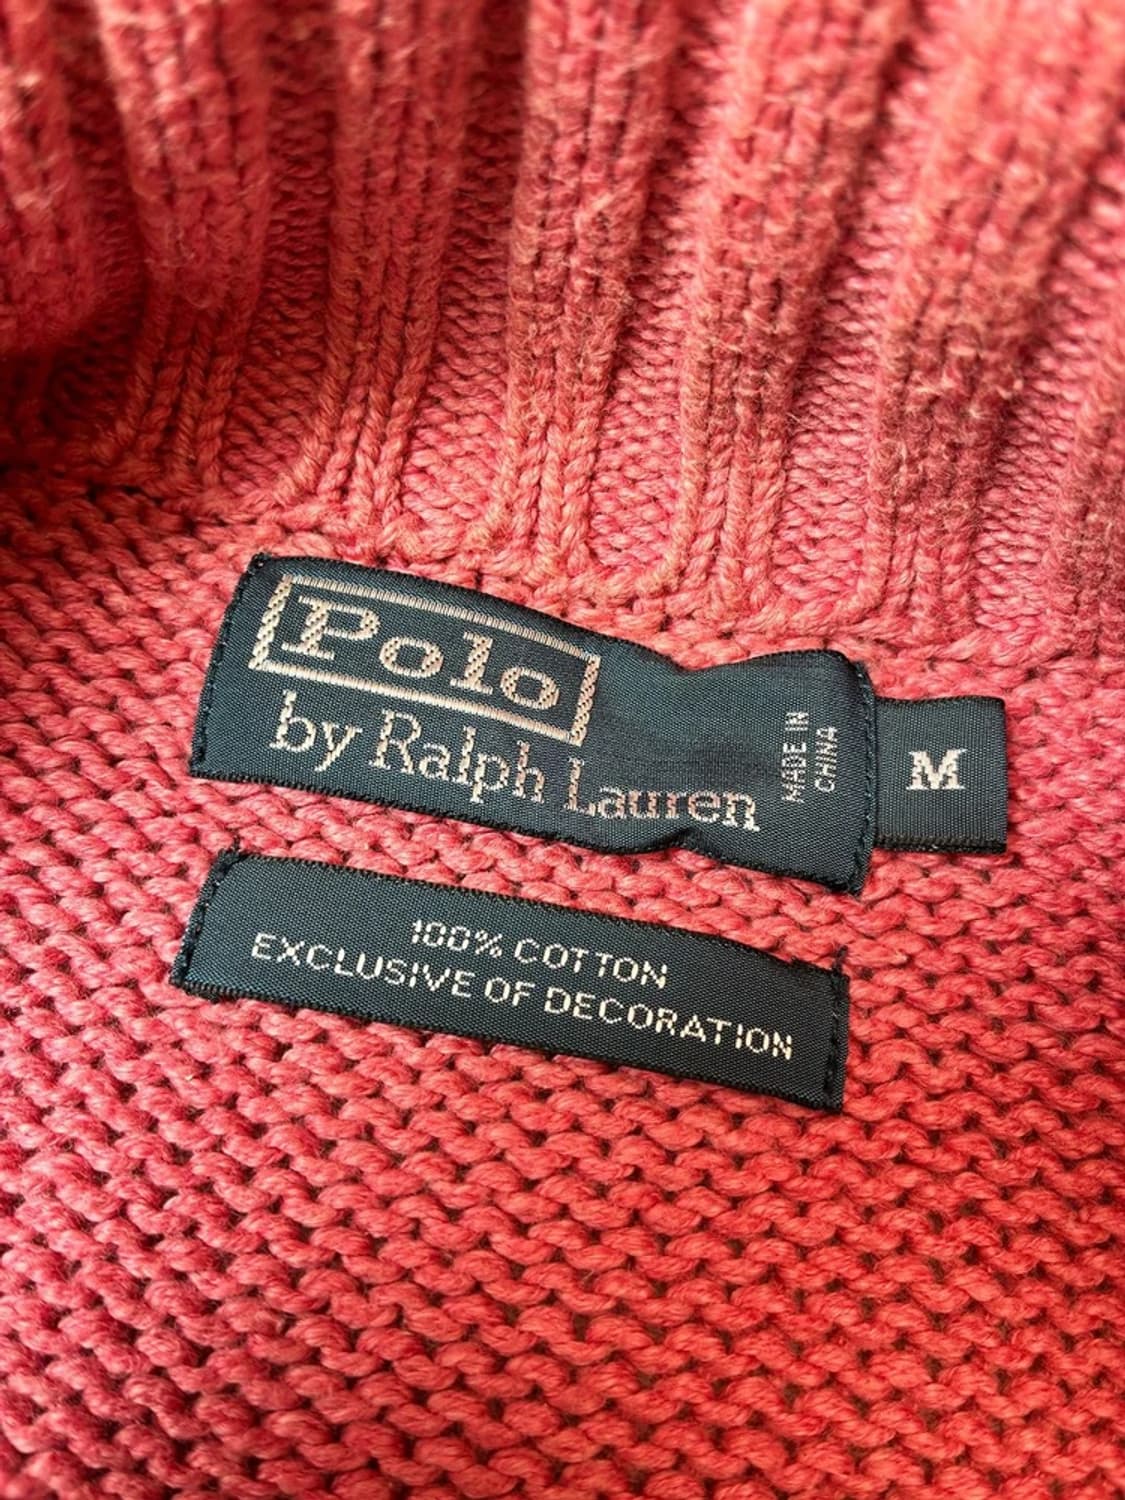 Polo
by Ralph Lauren
MADE IN
CHINA
M
100% COTTON
EXCLUSIVE OF DECORATION